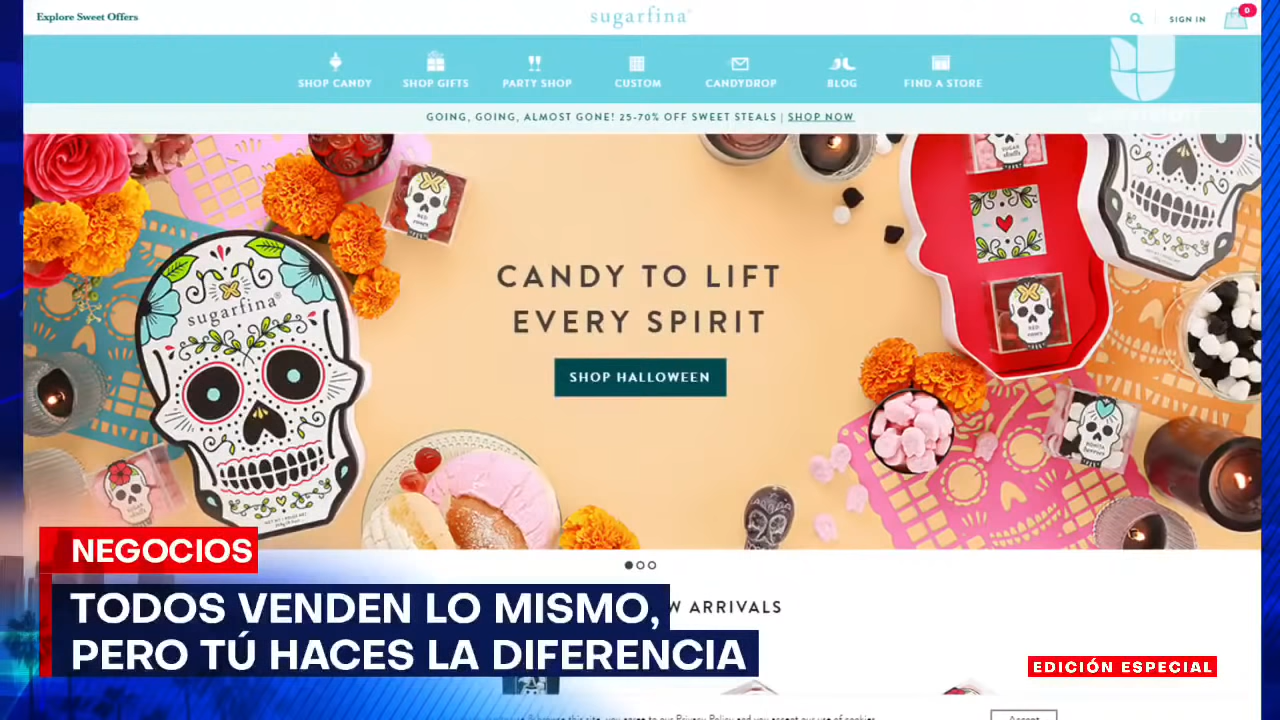 Explore Sweet Offers
sugarfina®
SIGN IN
0
SHOP CANDY
SHOP GIFTS
PARTY SHOP
CUSTOM
CANDYDROP
BLOG
FIND A STORE
GOING, GOING, ALMOST GONE! 25-70% OFF SWEET STEALS | SHOP NOW
CANDY TO LIFT
EVERY SPIRIT
SHOP HALLOWEEN
sugarfina®
ARRIVALS
NEGOCIOS
TODOS VENDEN LO MISMO,
PERO TÚ HACES LA DIFERENCIA
EDICIÓN ESPECIAL